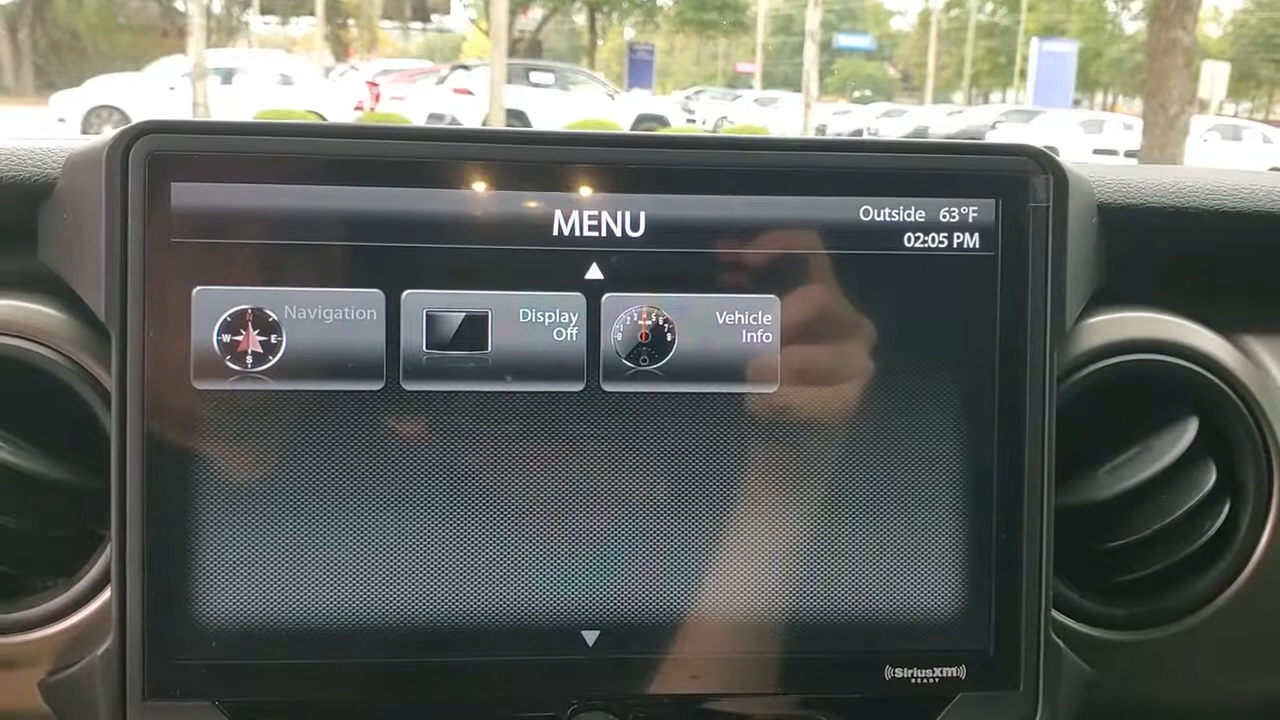 MENU
Outside 63°F
02:05 PM
Navigation
Display
Off
Vehicle
Info
N
W E
S
SiriusXM
READY